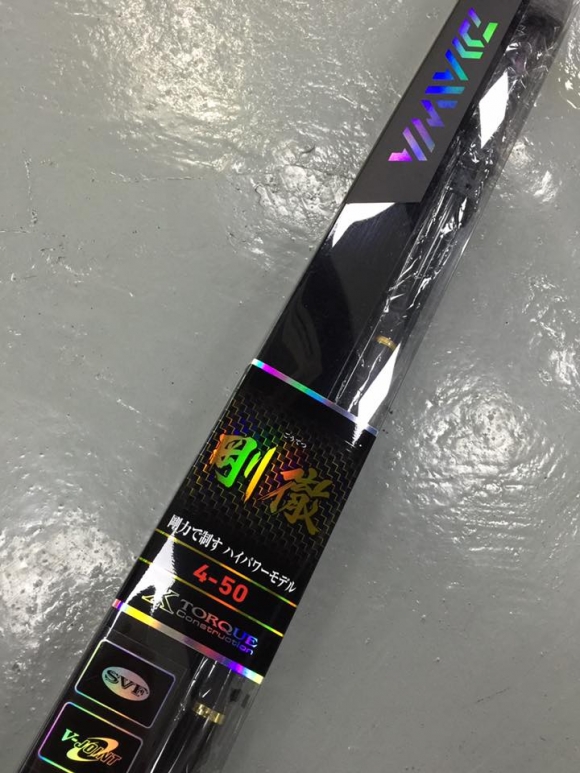 DAIWA
ごうてつ
剛徹
剛力で制す ハイパワーモデル
4-50
X TORQUE
Construction
SVF
V-JOINT